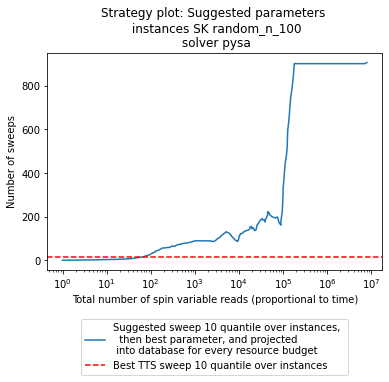 Strategy plot: Suggested parameters
instances SK random_n_100
solver pysa
Number of sweeps
800
600
400
200
0
10^0
10^1
10^2
10^3
10^4
10^5
10^6
10^7
Total number of spin variable reads (proportional to time)
Suggested sweep 10 quantile over instances,
then best parameter, and projected
into database for every resource budget
Best TTS sweep 10 quantile over instances